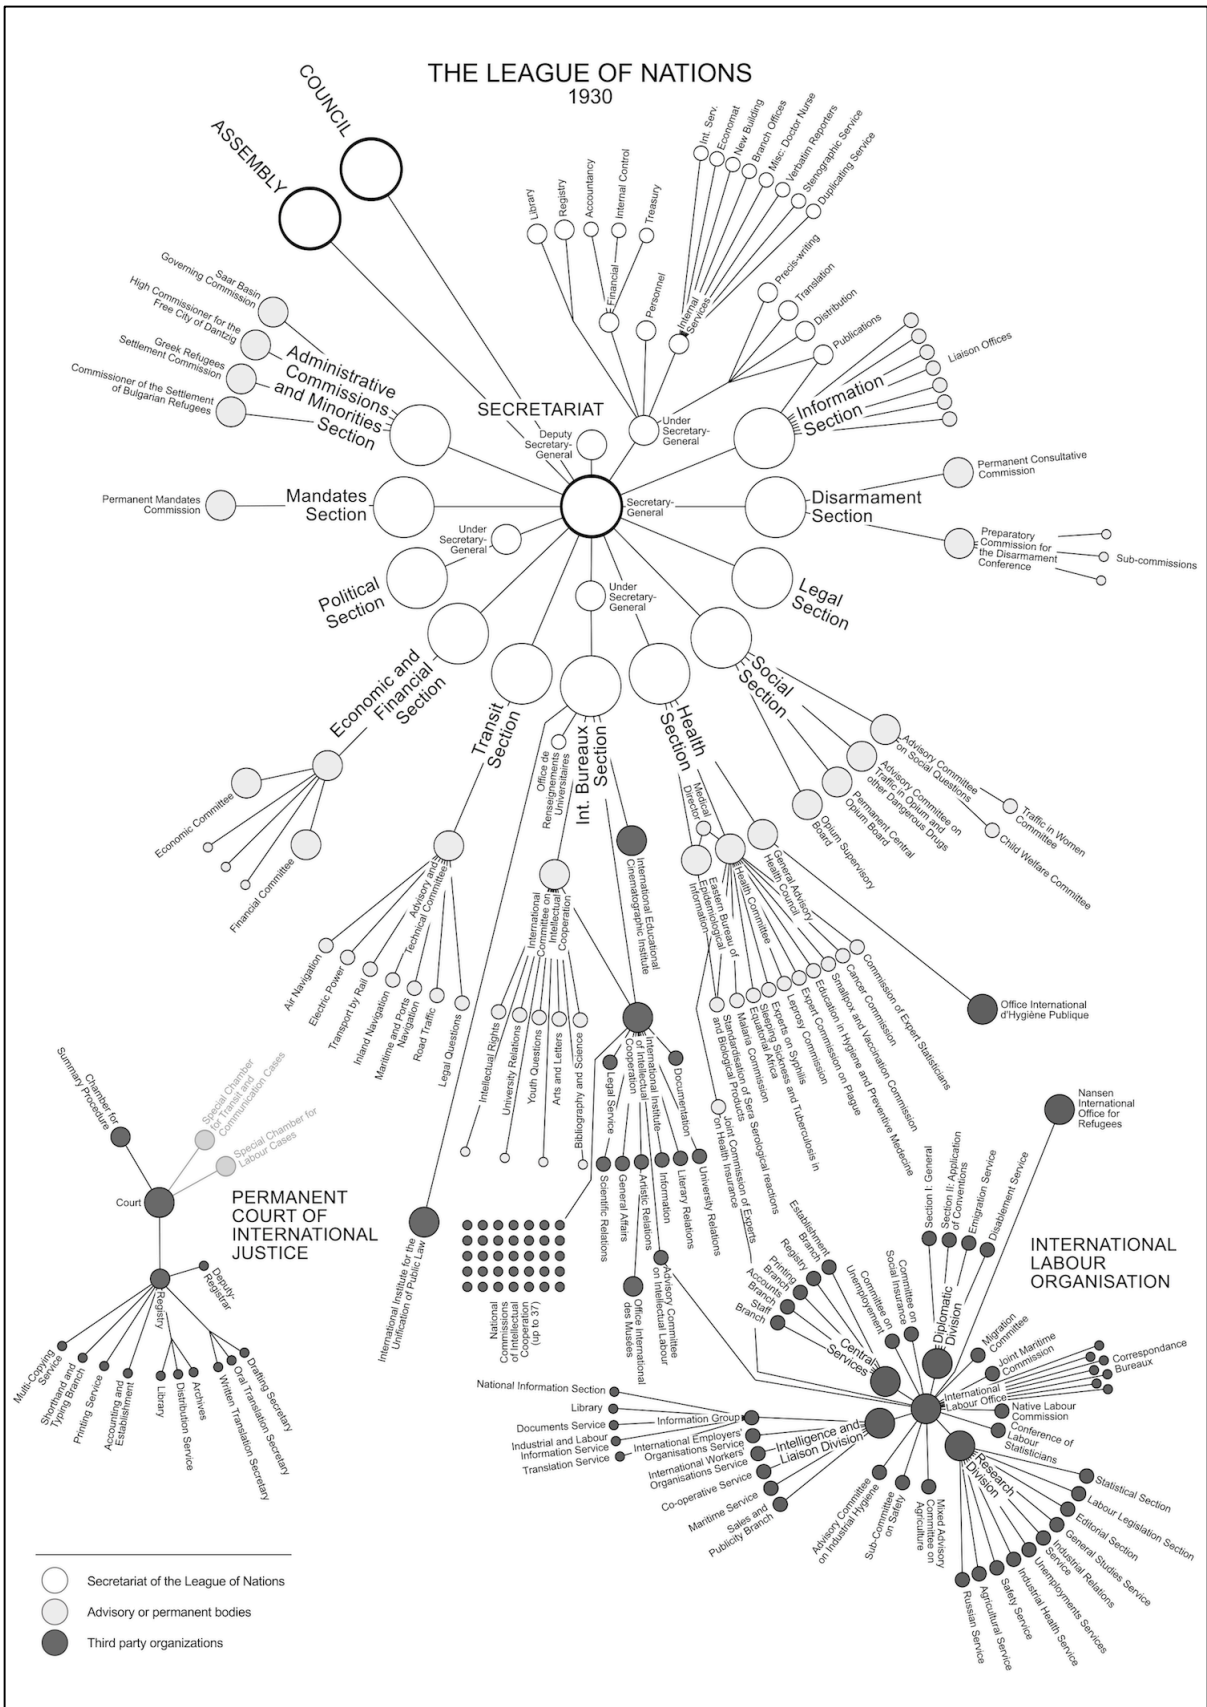 THE LEAGUE OF NATIONS
1930
COUNCIL
ASSEMBLY
Library
Registry
Accountancy
Internal Control
Treasury
Financial
Personnel
Int. Serv.
Economat
New Building
Branch Offices
Misc: Doctor Nurse
Verbatim Reporters
Stenographic Service
Duplicating Service
Internal
Services
Precis-writing
Translation
Distribution
Publications
Liaison Offices
Information
Section
Saar Basin
Governing Commission
High Commissioner for the
Free City of Dantzig
Greek Refugees
Settlement Commission
Commissioner of the Settlement
of Bulgarian Refugees
Administrative
Commissions
and Minorities
Section
SECRETARIAT
Deputy
Secretary-
General
Under
Secretary-
General
Secretary-
General
Permanent Mandates
Commission
Mandates
Section
Under
Secretary-
General
Political
Section
Under
Secretary-
General
Disarmament
Section
Permanent Consultative
Commission
Preparatory
Commission for
the Disarmament
Conference
Sub-commissions
Legal
Section
Social
Section
Advisory Committee
on Social Questions
Traffic in Women
Committee
Child Welfare Committee
Advisory Committee on
Traffic in Opium and
other Dangerous Drugs
Permanent Central
Opium Board
Opium Supervisory
Board
Economic and
Financial
Section
Economic Committee
Financial Committee
Transit
Section
Advisory and
Technical Committee
Air Navigation
Electric Power
Transport by Rail
Inland Navigation
Maritime and Ports
Navigation
Road Traffic
Legal Questions
Int. Bureaux
Section
Office de
Renseignements
Universitaires
International
Committee on
Intellectual
Cooperation
Intellectual Rights
University Relations
Youth Questions
Arts and Letters
Bibliography and Science
International Educational
Cinematographic Institute
International Institute
of Intellectual
Cooperation
Legal Service
Documentation
Scientific Relations
General Affairs
Artistic Relations
Information
Literary Relations
University Relations
National
Commissions
of Intellectual
Cooperation
(up to 37)
Office International
des Musées
Advisory Committee
on Intellectual Labour
International Institute for the
Unification of Public Law
Health
Section
Medical
Director
Eastern Bureau of
Epidemiological
Information
Health Committee
General Advisory
Health Council
Standardisation of Sera Serological reactions
and Biological Products
Malaria Commission
Sleeping Sickness and Tuberculosis in
Equatorial Africa
Experts on Syphilis
Leprosy Commission
Expert Commission on Plague
Education in Hygiene and Preventive Medecine
Smallpox and Vaccination Commission
Cancer Commission
Commission of Expert Statisticians
Joint Commission of Experts
on Health Insurance
Office International
d'Hygiène Publique
PERMANENT
COURT OF
INTERNATIONAL
JUSTICE
Chamber for
Summary Procedure
Special Chamber
for Transit and
Communication Cases
Special Chamber for
Labour Cases
Court
Registry
Deputy-
Registrar
Multi-Copying
Service
Shorthand and
Typing Branch
Printing Service
Accounting and
Establishment
Library
Distribution Service
Archives
Written Translation Secretary
Oral Translation Secretary
Drafting Secretary
Nansen
International
Office for
Refugees
INTERNATIONAL
LABOUR
ORGANISATION
Section I: General
Section II: Application
of Conventions
Emigration Service
Disablement Service
Diplomatic
Division
Establishment
Branch
Registry
Printing
Branch
Accounts
Branch
Staff
Branch
Central
Services
Committee on
Unemployement
Committee on
Social Insurance
Migration
Committee
Joint Maritime
Commission
Correspondance
Bureaux
International
Labour Office
Native Labour
Commission
Conference of
Labour
Statisticians
Intelligence and
Liaison Division
National Information Section
Library
Documents Service
Industrial and Labour
Information Service
Translation Service
Information Group
International Employers'
Organisations Service
International Workers'
Organisations Service
Co-operative Service
Maritime Service
Sales and
Publicity Branch
Advisory Committee
on Industrial Hygiene
Sub-Committee
on Safety
Mixed Advisory
Committee on
Agriculture
Research
Division
Statistical Section
Labour Legislation Section
Editorial Section
General Studies Service
Industrial Relations
Service
Unemployments Services
Industrial Health Service
Safety Service
Agricultural Service
Russian Service
Secretariat of the League of Nations
Advisory or permanent bodies
Third party organizations